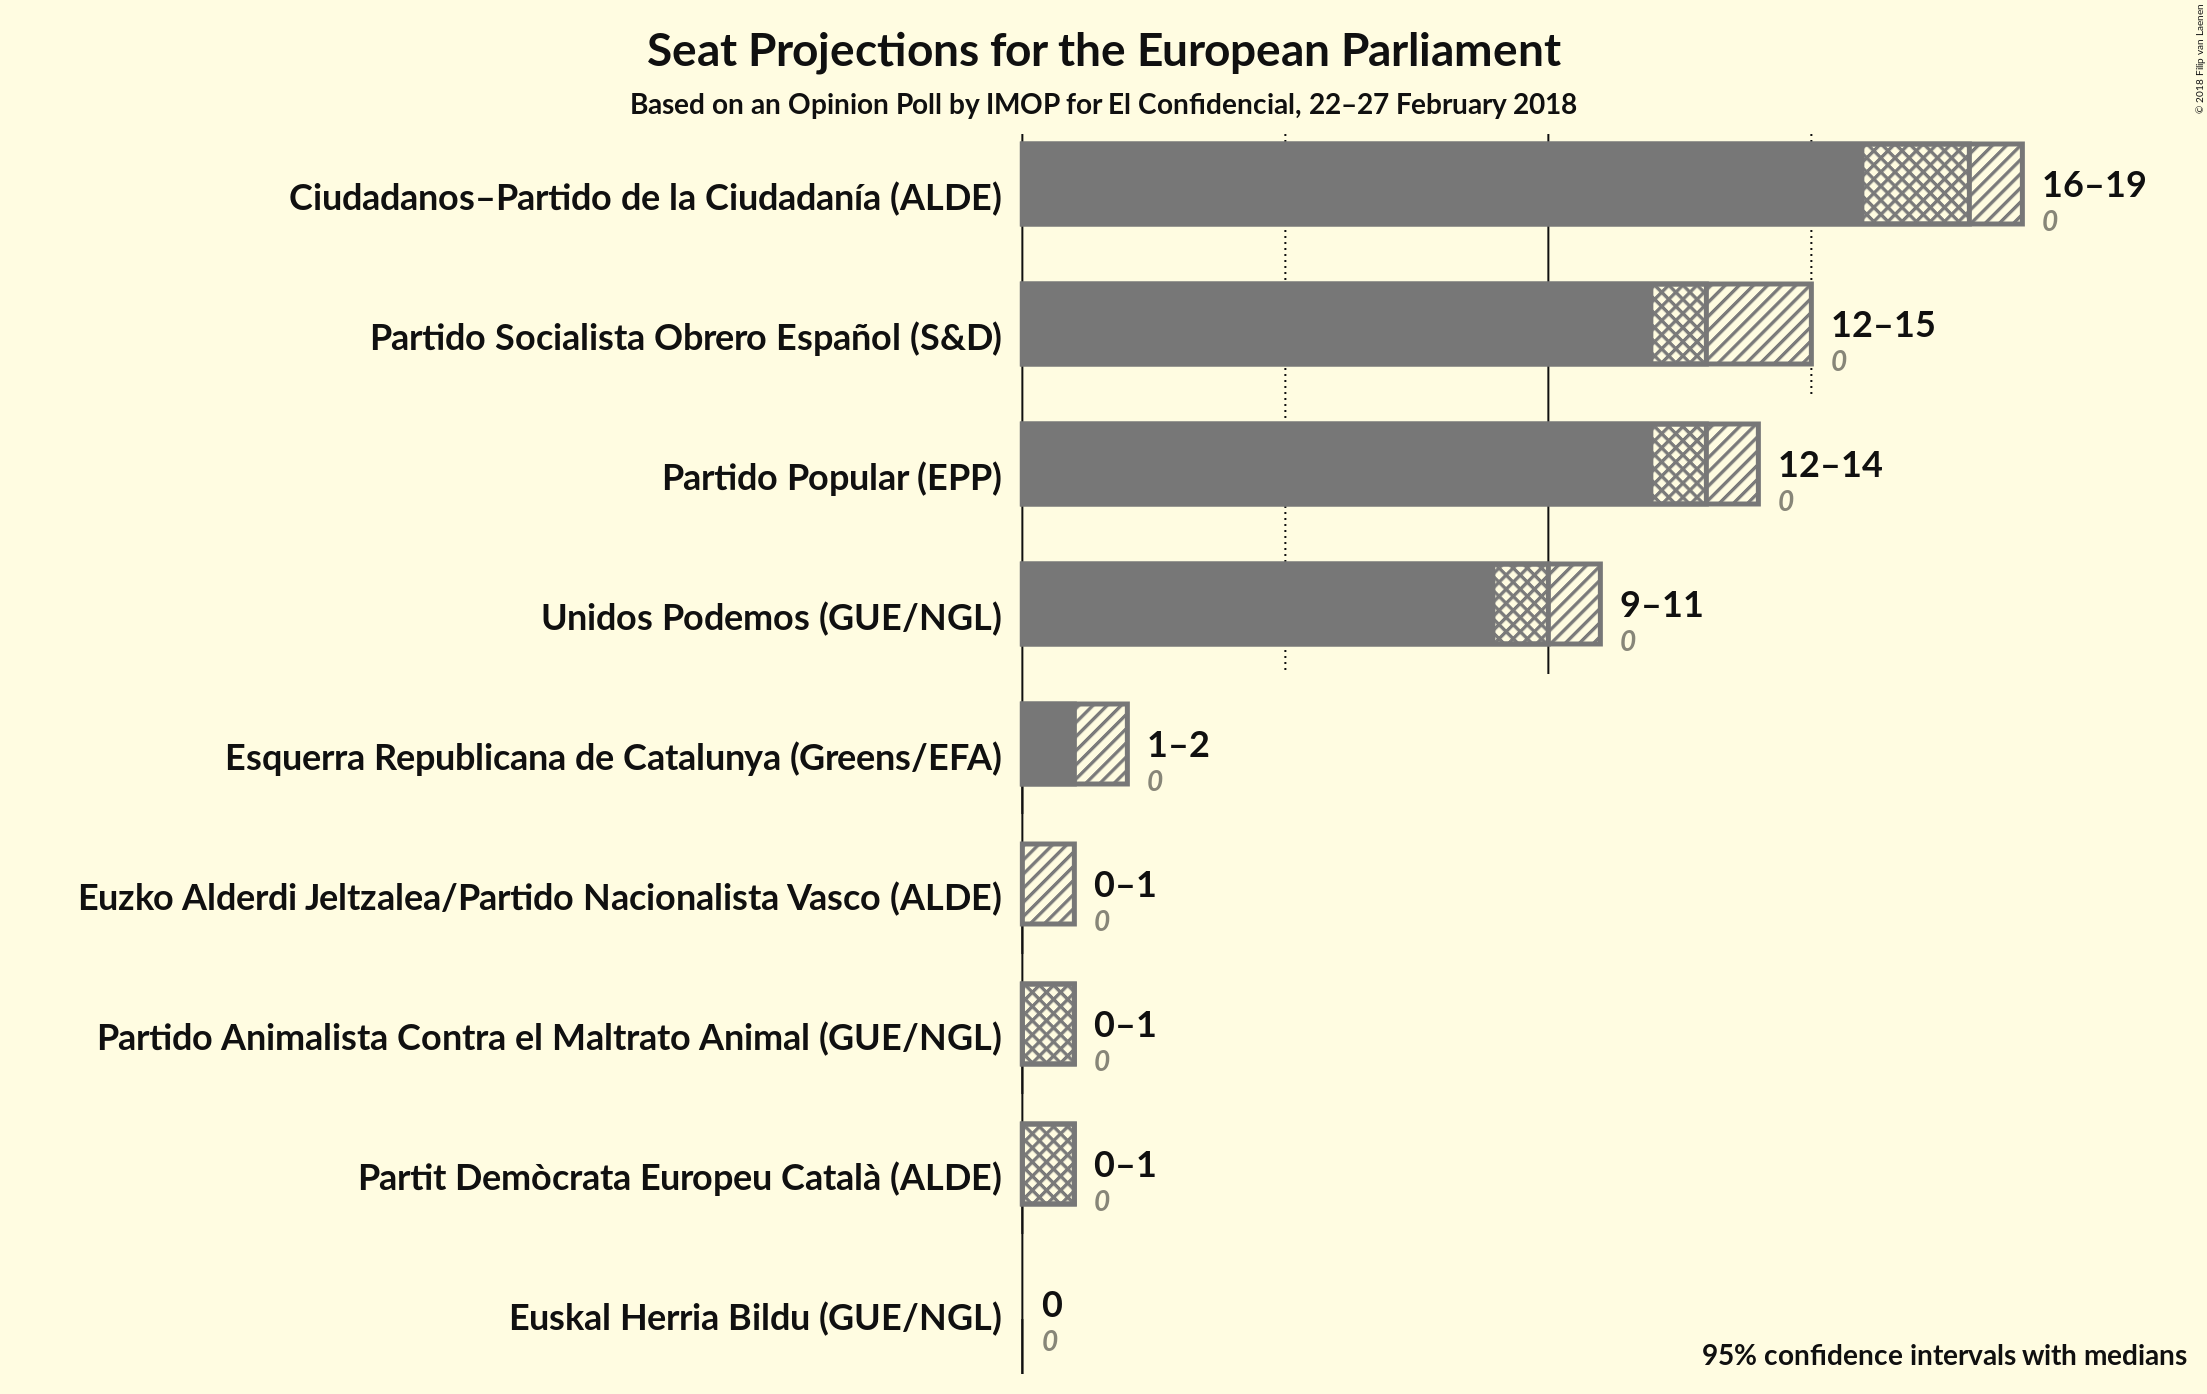 Seat Projections for the European Parliament
Based on an Opinion Poll by IMOP for El Confidencial, 22–27 February 2018
© 2018 Filip van Laenen
Ciudadanos–Partido de la Ciudadanía (ALDE)
16–19
0
Partido Socialista Obrero Español (S&D)
12–15
0
Partido Popular (EPP)
12–14
0
Unidos Podemos (GUE/NGL)
9–11
0
Esquerra Republicana de Catalunya (Greens/EFA)
1–2
0
Euzko Alderdi Jeltzalea/Partido Nacionalista Vasco (ALDE)
0–1
0
Partido Animalista Contra el Maltrato Animal (GUE/NGL)
0–1
0
Partit Demòcrata Europeu Català (ALDE)
0–1
0
Euskal Herria Bildu (GUE/NGL)
0
0
95% confidence intervals with medians